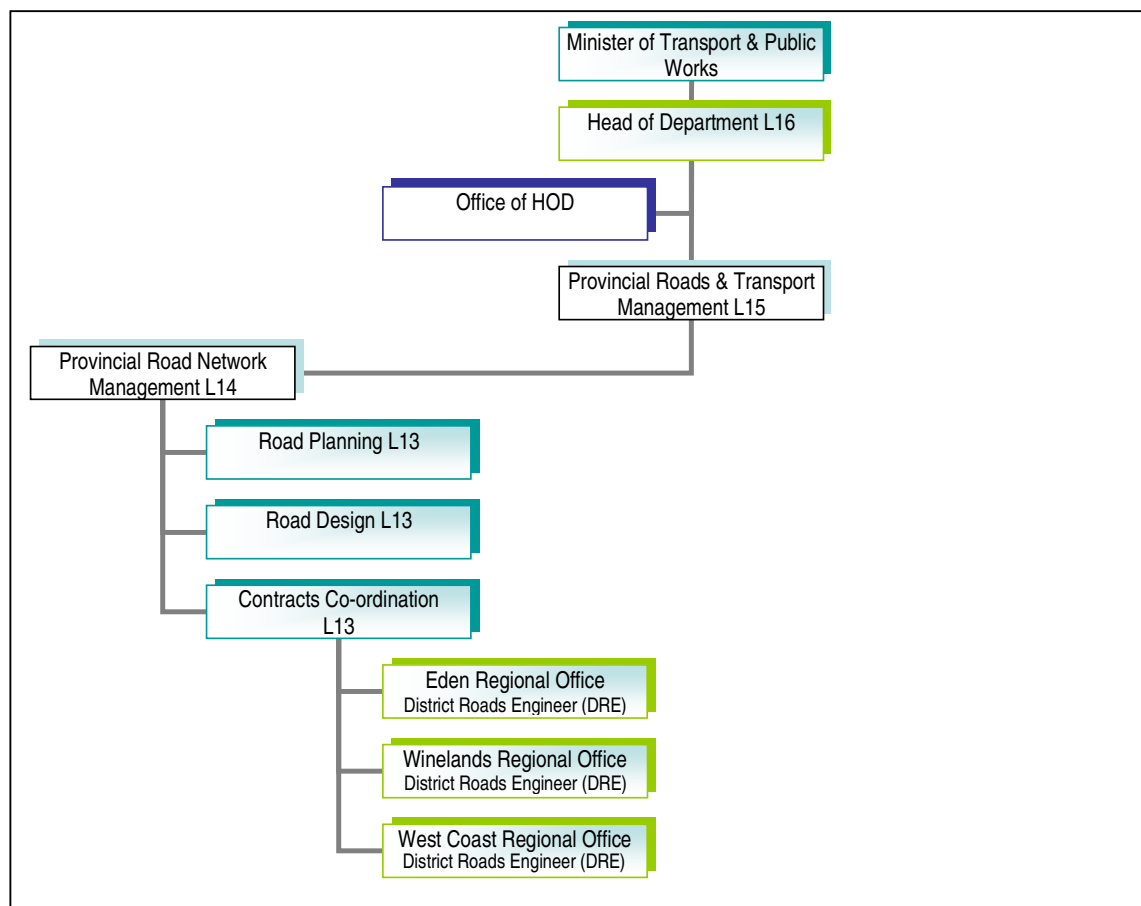 Minister of Transport & Public
Works
Head of Department L16
Office of HOD
Provincial Roads & Transport
Management L15
Provincial Road Network
Management L14
Road Planning L13
Road Design L13
Contracts Co-ordination
L13
Eden Regional Office
District Roads Engineer (DRE)
Winelands Regional Office
District Roads Engineer (DRE)
West Coast Regional Office
District Roads Engineer (DRE)